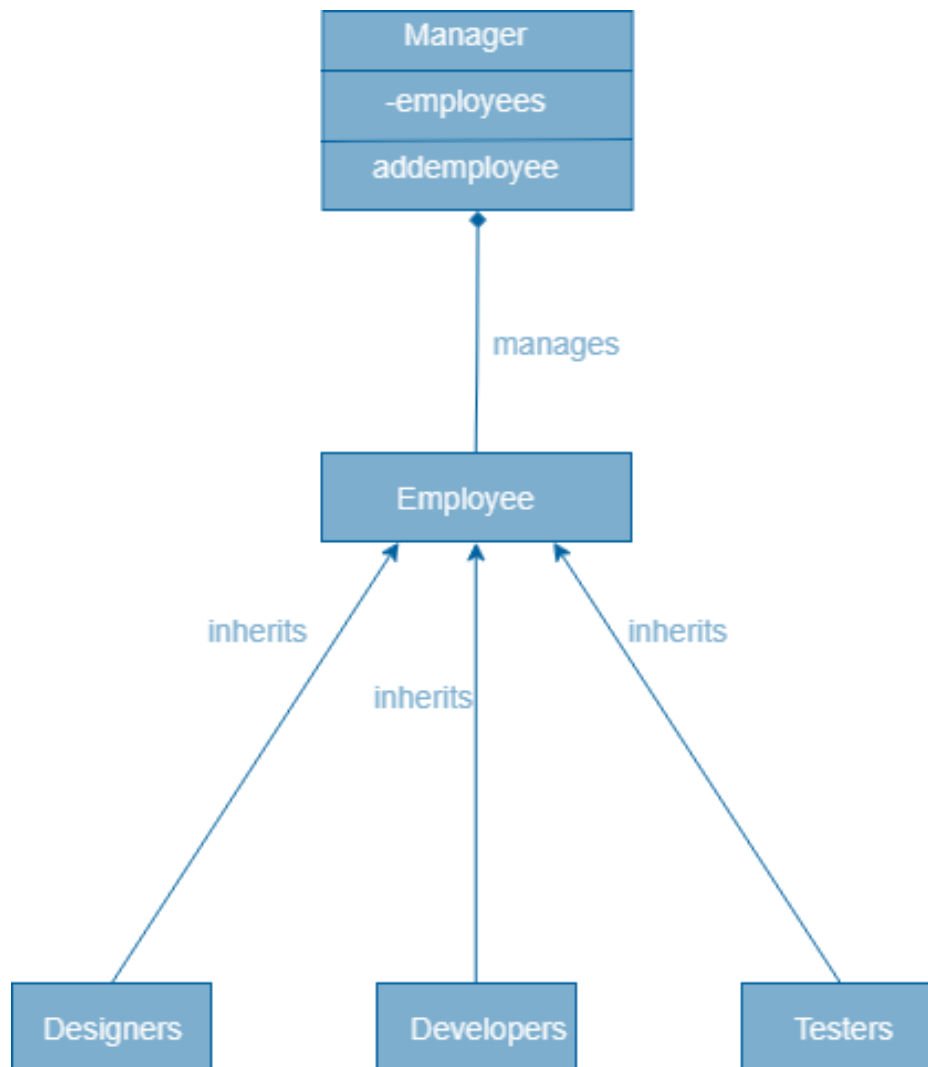 Manager
-employees
addemployee
manages
Employee
inherits
inherits
inherits
Designers
Developers
Testers